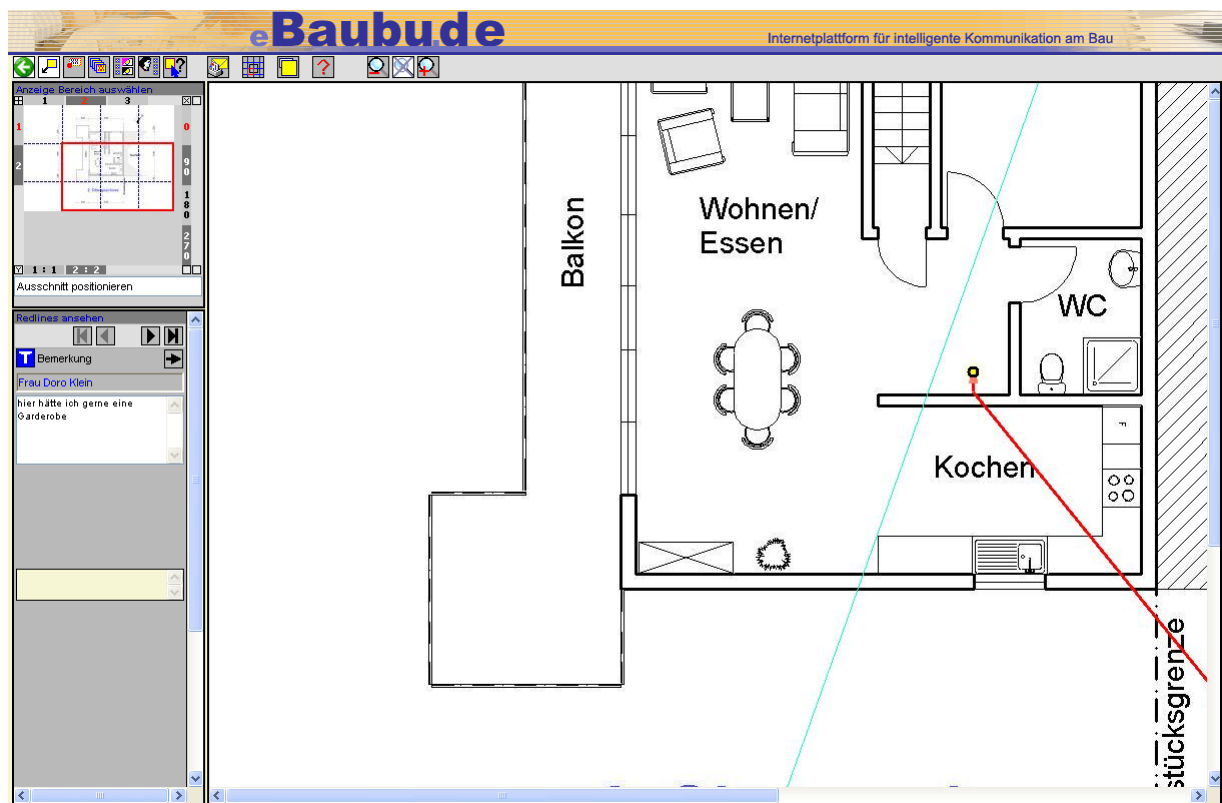 eBaubu.de
Internetplattform für intelligente Kommunikation am Bau
Anzeige Bereich auswählen
1 2 3
1
2
0
90
180
270
1:1 2:2
Ausschnitt positionieren
Redlines ansehen
T Bemerkung
Frau Doro Klein
hier hätte ich gerne eine
Garderobe
Balkon
Wohnen/
Essen
WC
Kochen
F
stücksgrenze